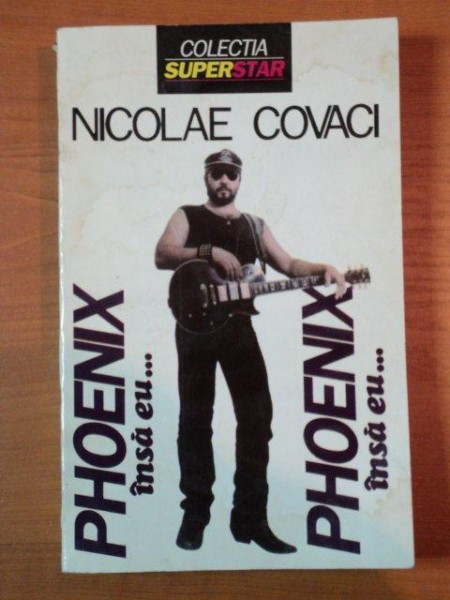 COLECTIA
SUPERSTAR
NICOLAE COVACI
PHOENIX
însă eu...
PHOENIX
însă eu...